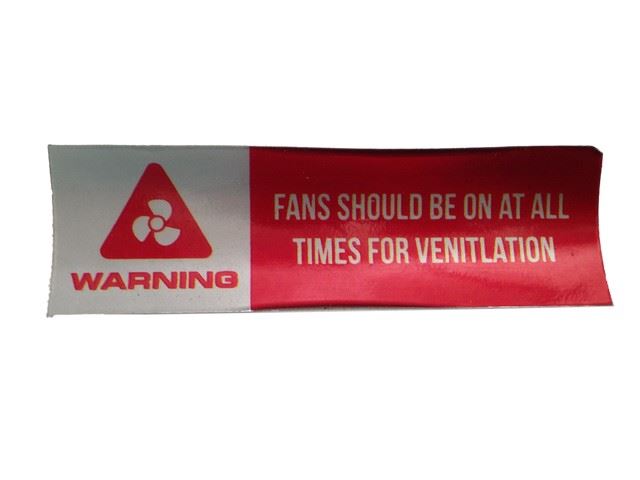 WARNING
FANS SHOULD BE ON AT ALL
TIMES FOR VENITLATION